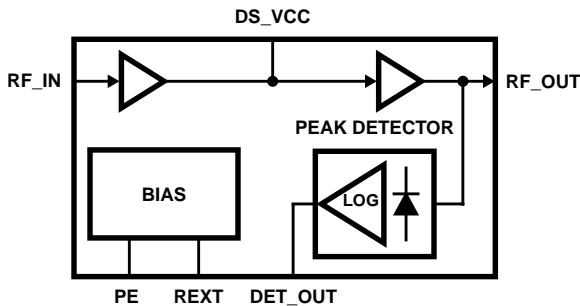 DS_VCC
RF_IN
RF_OUT
PEAK DETECTOR
BIAS
LOG
PE
REXT
DET_OUT